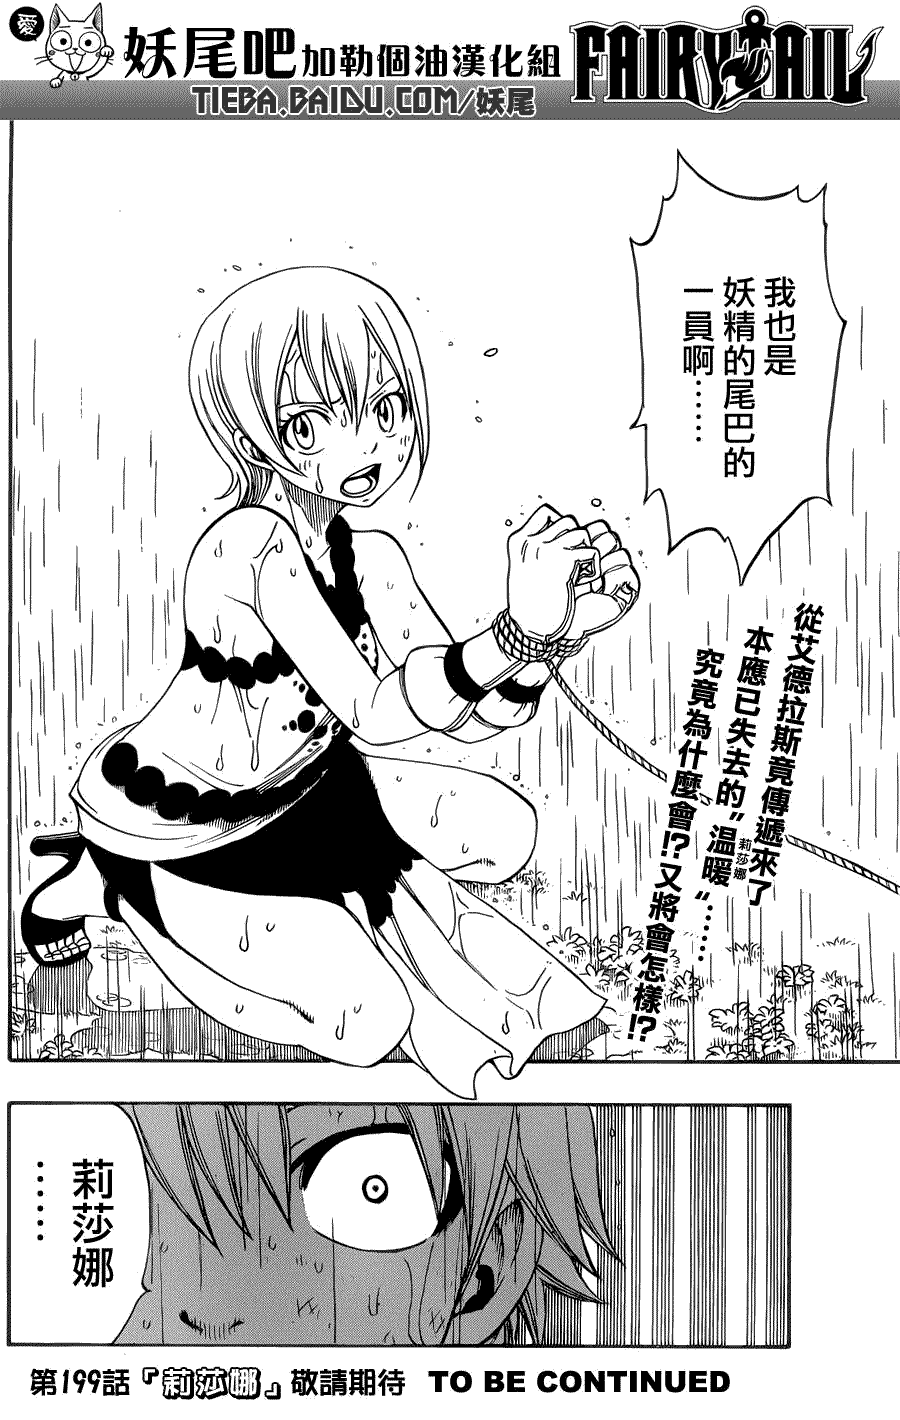 愛
妖尾吧加勒個油漢化組
TIEBA.BAIDU.COM/妖尾
FAIRY TAIL
我也是
妖精的尾巴的
一員啊……
從艾德拉斯竟傳遞來了
本應已失去的"温暖"……
莉莎娜
究竟為什麼會!?又將會怎樣!?
莉莎娜
……
第199話「莉莎娜」敬請期待 TO BE CONTINUED